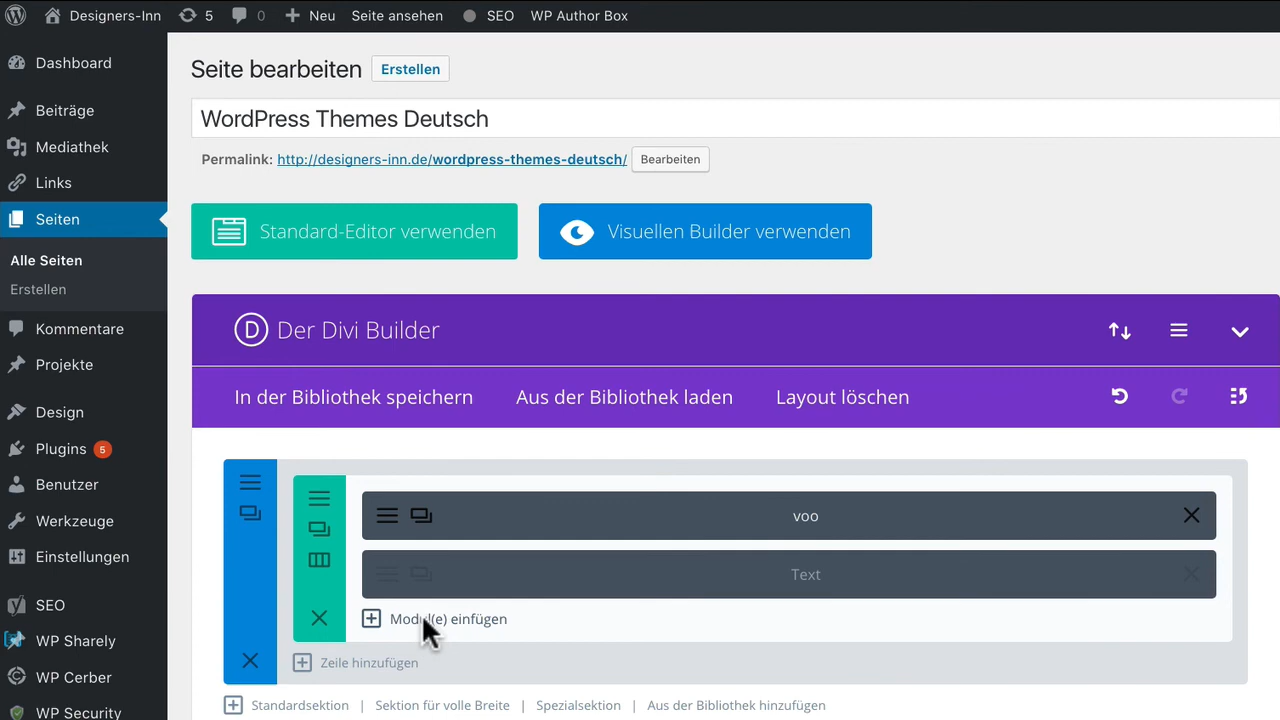 Designers-Inn 5 0 Neu Seite ansehen SEO WP Author Box
Dashboard
Beiträge
Mediathek
Links
Seiten
Alle Seiten
Erstellen
Kommentare
Projekte
Design
Plugins 5
Benutzer
Werkzeuge
Einstellungen
SEO
WP Sharely
WP Cerber
WP Security
Seite bearbeiten Erstellen
WordPress Themes Deutsch
Permalink: http://designers-inn.de/wordpress-themes-deutsch/ Bearbeiten
Standard-Editor verwenden Visuellen Builder verwenden
D Der Divi Builder
In der Bibliothek speichern Aus der Bibliothek laden Layout löschen
voo
Text
Modul(e) einfügen
Zeile hinzufügen
Standardsektion | Sektion für volle Breite | Spezialsektion | Aus der Bibliothek hinzufügen